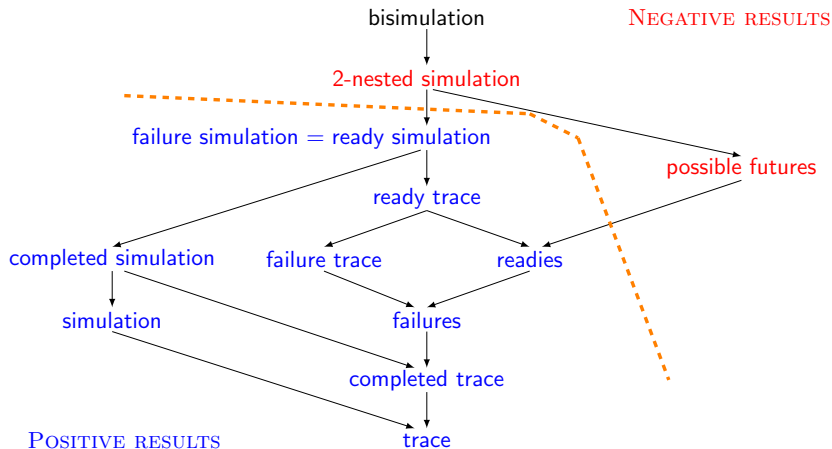 bisimulation
NEGATIVE RESULTS
2-nested simulation
failure simulation = ready simulation
possible futures
ready trace
completed simulation
failure trace
readies
simulation
failures
completed trace
POSITIVE RESULTS
trace